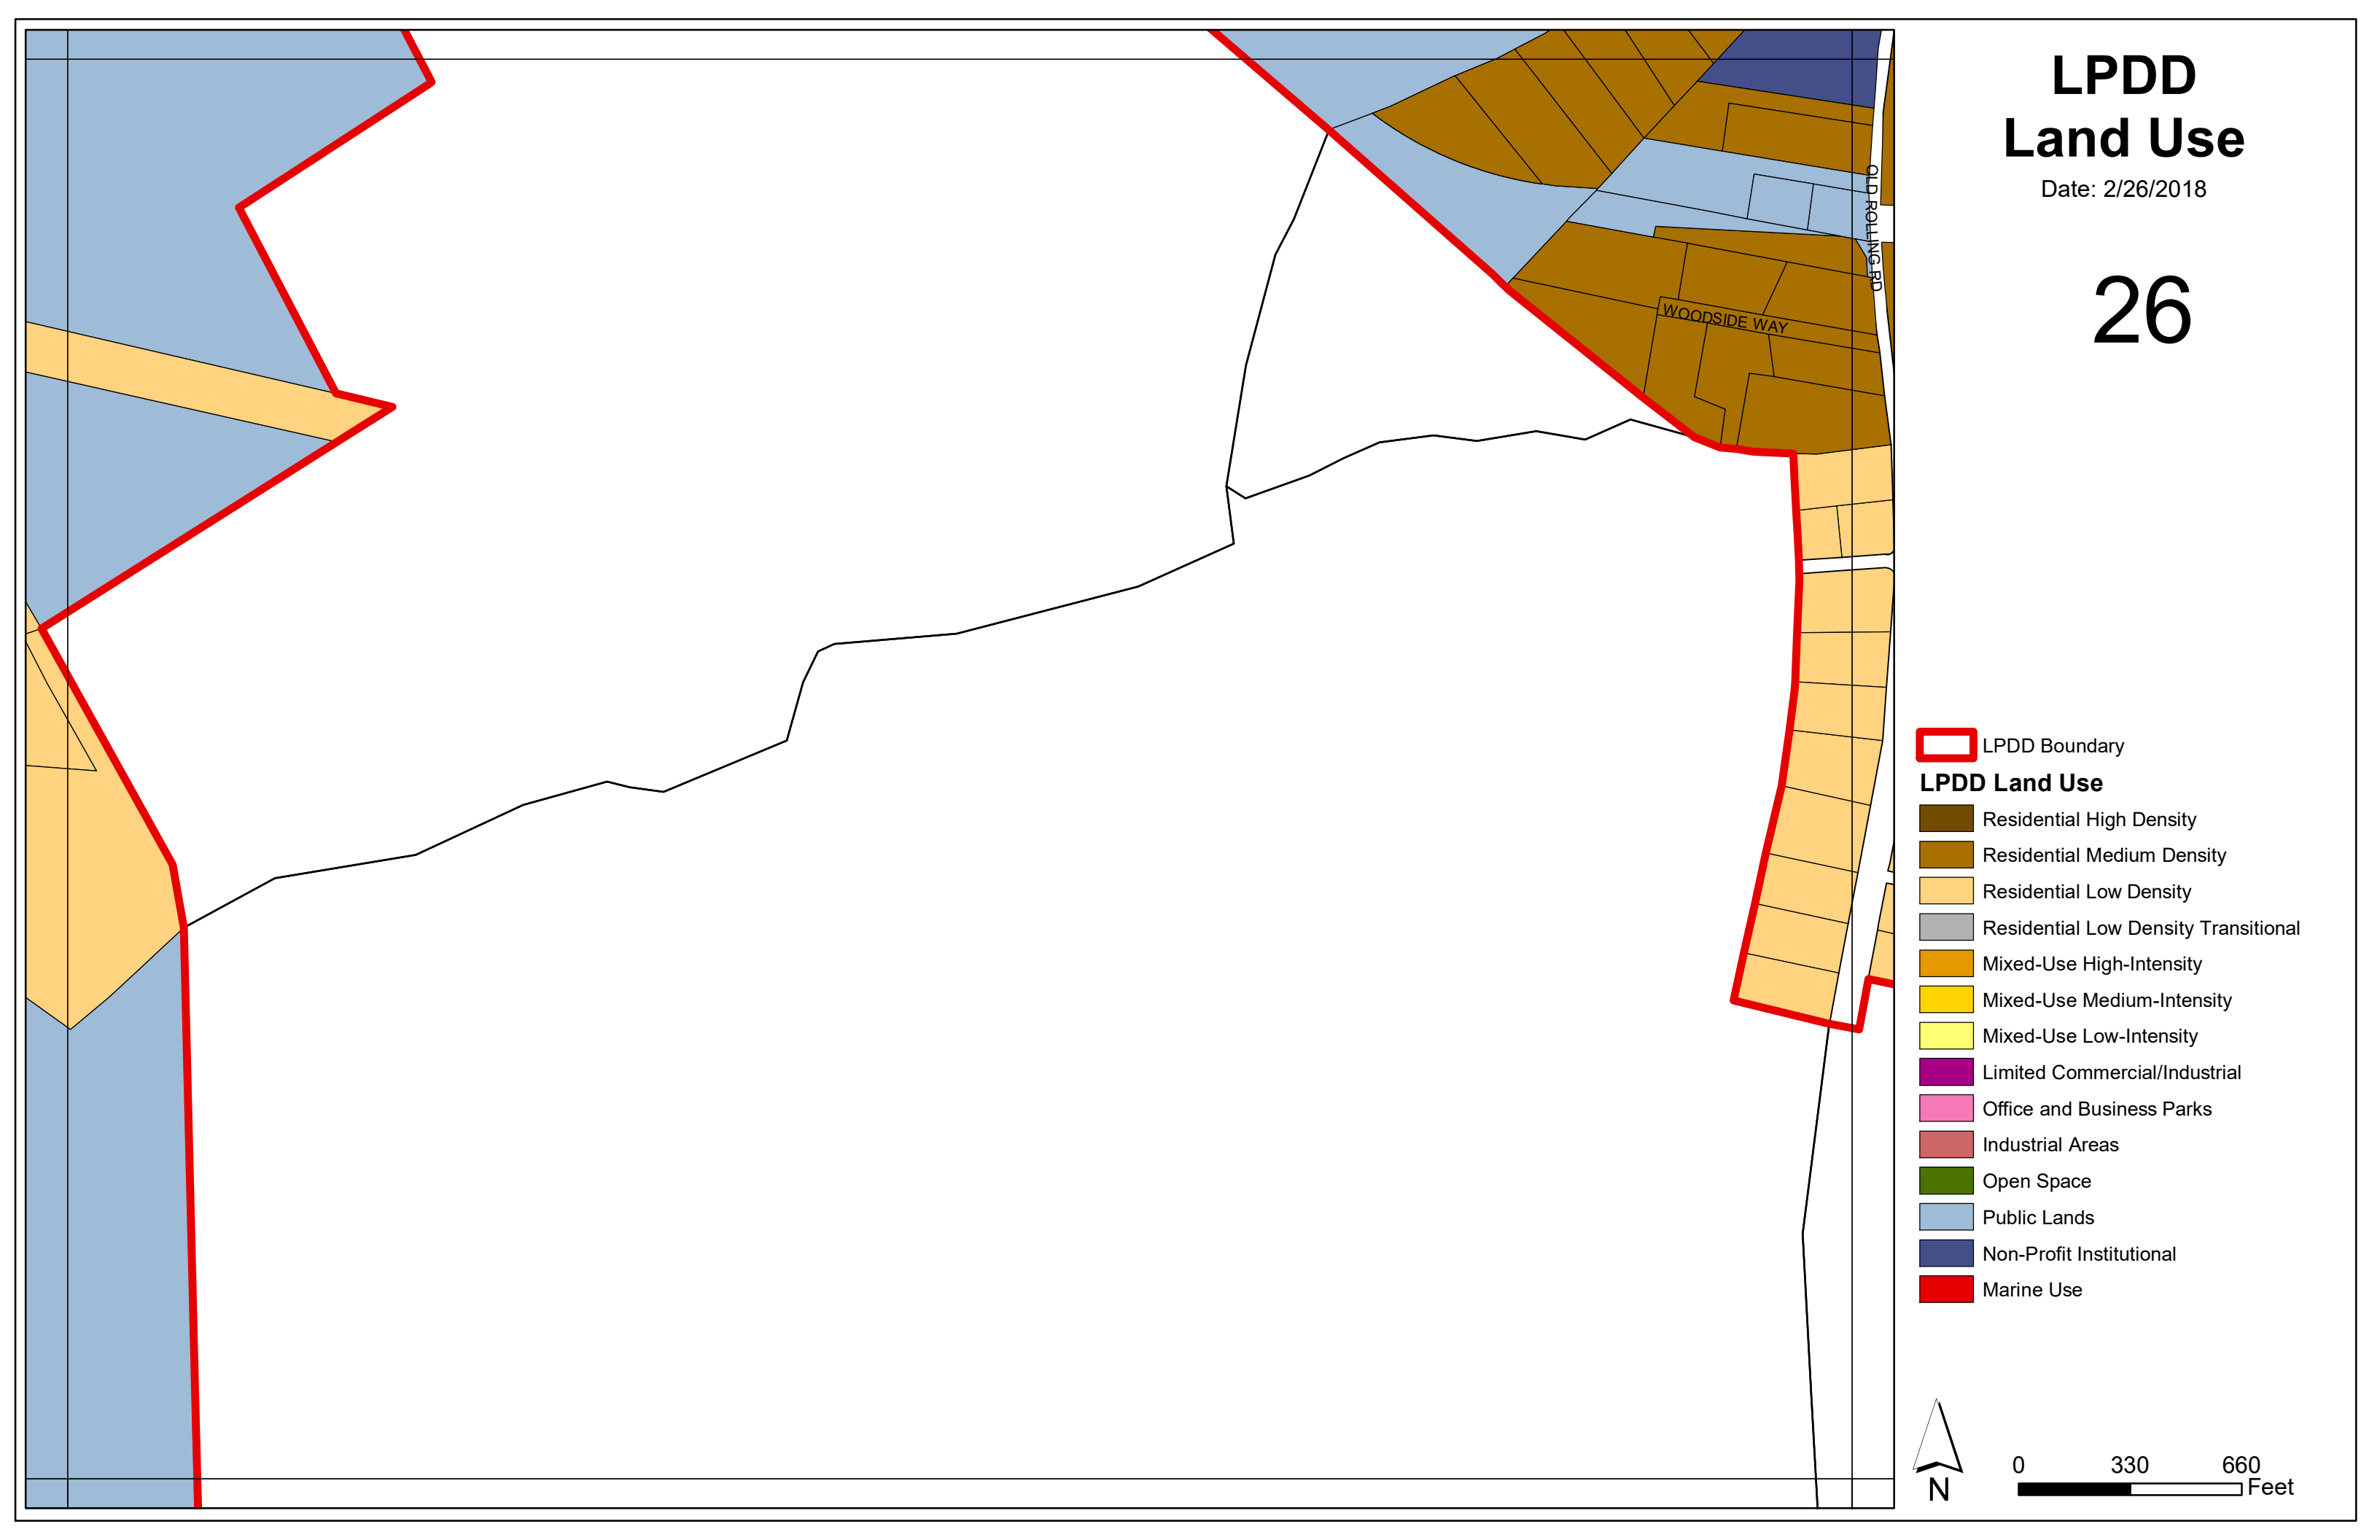 LPDD
Land Use
Date: 2/26/2018
26
OLD ROLLING RD
WOODSIDE WAY
LPDD Boundary
LPDD Land Use
Residential High Density
Residential Medium Density
Residential Low Density
Residential Low Density Transitional
Mixed-Use High-Intensity
Mixed-Use Medium-Intensity
Mixed-Use Low-Intensity
Limited Commercial/Industrial
Office and Business Parks
Industrial Areas
Open Space
Public Lands
Non-Profit Institutional
Marine Use
N
0 330 660
Feet